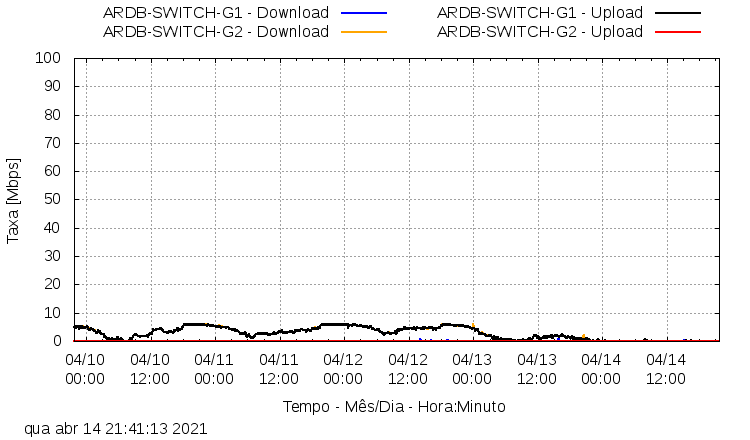 ARDB-SWITCH-G1 - Download
ARDB-SWITCH-G1 - Upload
ARDB-SWITCH-G2 - Download
ARDB-SWITCH-G2 - Upload
100
90
80
70
60
50
40
30
20
10
0
Taxa [Mbps]
04/10 04/10 04/11 04/11 04/12 04/12 04/13 04/13 04/14 04/14
00:00 12:00 00:00 12:00 00:00 12:00 00:00 12:00 00:00 12:00
Tempo - Mês/Dia - Hora:Minuto
qua abr 14 21:41:13 2021